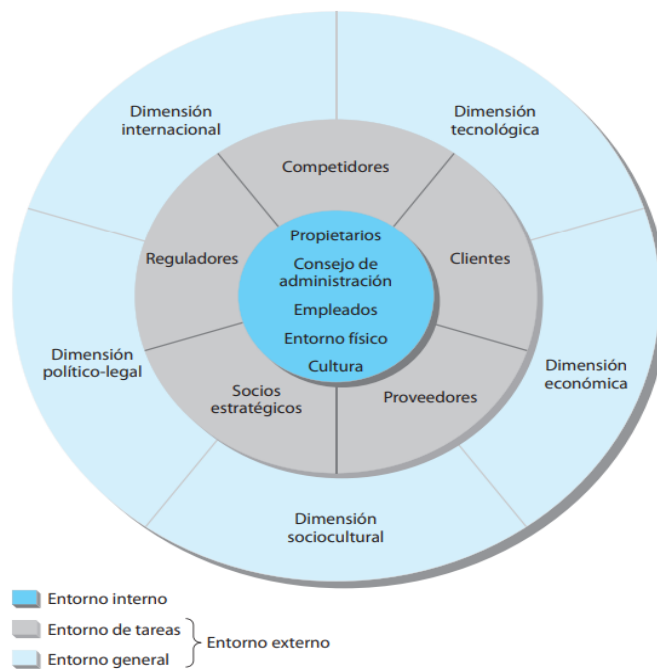 Dimensión
internacional
Dimensión
tecnológica
Competidores
Reguladores
Clientes
Propietarios
Consejo de
administración
Empleados
Entorno físico
Cultura
Dimensión
político-legal
Dimensión
económica
Socios
estratégicos
Proveedores
Dimensión
sociocultural
Entorno interno
Entorno de tareas
Entorno general
Entorno externo